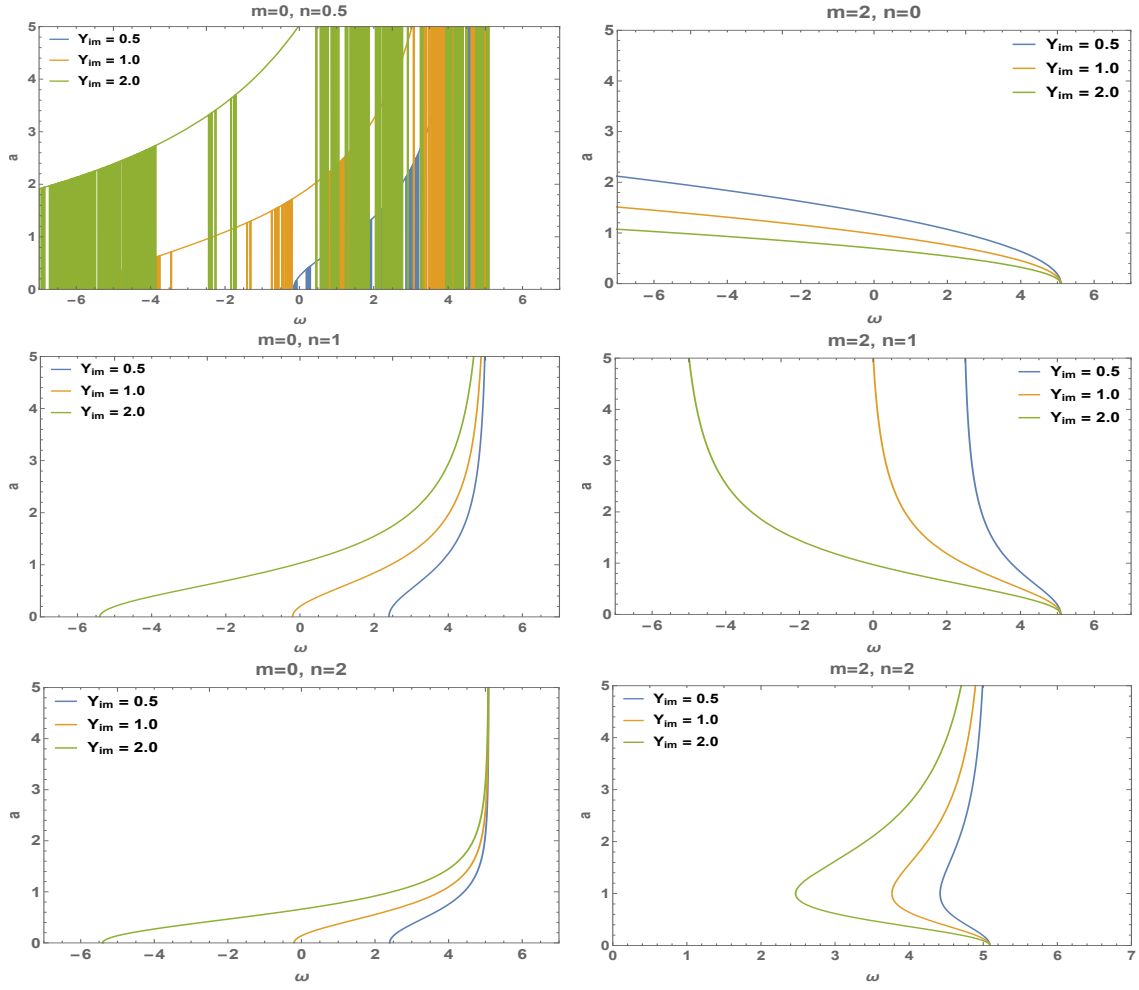 m=0, n=0.5
Y_im = 0.5
Y_im = 1.0
Y_im = 2.0
a
5
4
3
2
1
0
−6 −4 −2 0 2 4 6
ω
m=2, n=0
Y_im = 0.5
Y_im = 1.0
Y_im = 2.0
a
5
4
3
2
1
0
−6 −4 −2 0 2 4 6
ω
m=0, n=1
Y_im = 0.5
Y_im = 1.0
Y_im = 2.0
a
5
4
3
2
1
0
−6 −4 −2 0 2 4 6
ω
m=2, n=1
Y_im = 0.5
Y_im = 1.0
Y_im = 2.0
a
5
4
3
2
1
0
−6 −4 −2 0 2 4 6
ω
m=0, n=2
Y_im = 0.5
Y_im = 1.0
Y_im = 2.0
a
5
4
3
2
1
0
−6 −4 −2 0 2 4 6
ω
m=2, n=2
Y_im = 0.5
Y_im = 1.0
Y_im = 2.0
a
5
4
3
2
1
0
0 1 2 3 4 5 6 7
ω